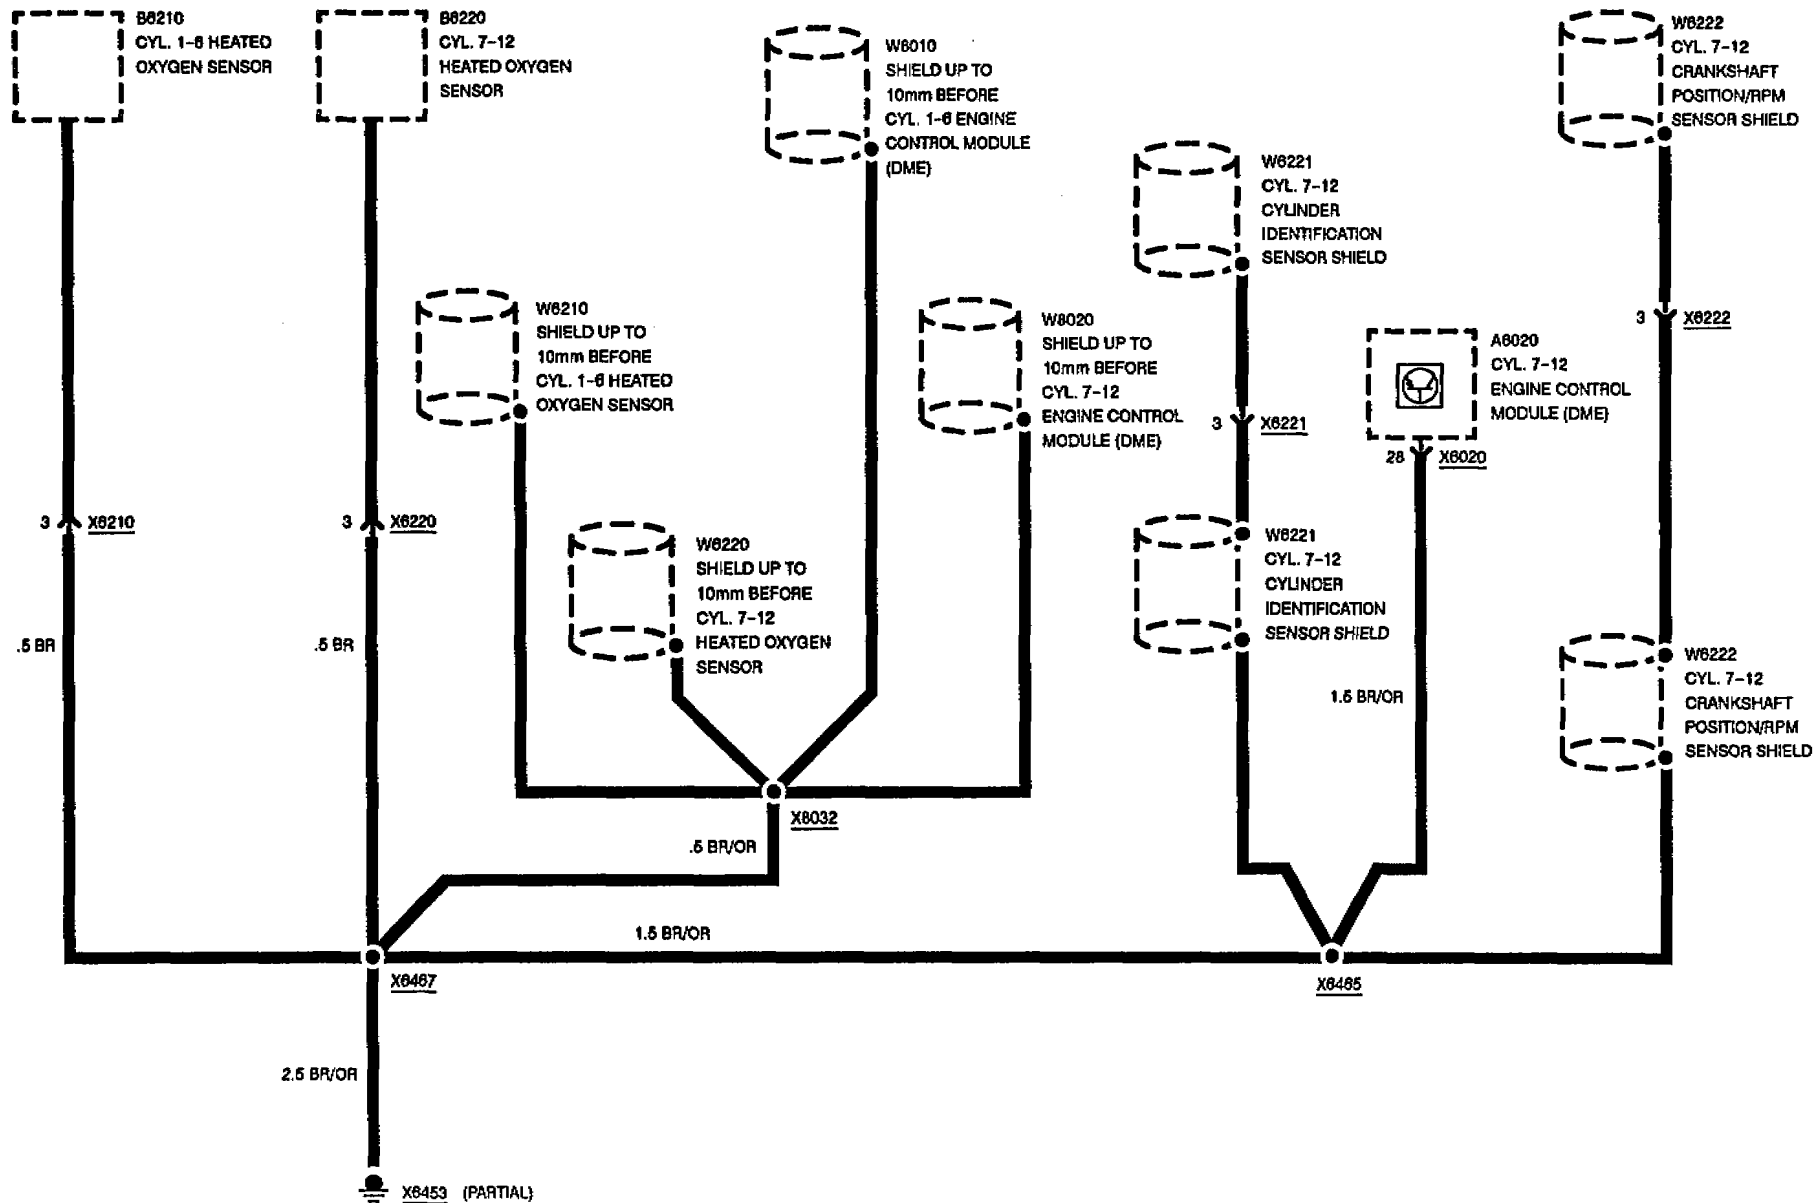 B6210
CYL. 1-6 HEATED
OXYGEN SENSOR
B6220
CYL. 7-12
HEATED OXYGEN
SENSOR
W6010
SHIELD UP TO
10mm BEFORE
CYL. 1-6 ENGINE
CONTROL MODULE
(DME)
W6222
CYL. 7-12
CRANKSHAFT
POSITION/RPM
SENSOR SHIELD
W6221
CYL. 7-12
CYLINDER
IDENTIFICATION
SENSOR SHIELD
W6210
SHIELD UP TO
10mm BEFORE
CYL. 1-6 HEATED
OXYGEN SENSOR
W8020
SHIELD UP TO
10mm BEFORE
CYL. 7-12
ENGINE CONTROL
MODULE (DME)
3 X6222
A6020
CYL. 7-12
ENGINE CONTROL
MODULE (DME)
3 X6221
28 X6020
3 X6210
3 X6220
W6220
SHIELD UP TO
10mm BEFORE
CYL. 7-12
HEATED OXYGEN
SENSOR
W6221
CYL. 7-12
CYLINDER
IDENTIFICATION
SENSOR SHIELD
.5 BR
.5 BR
1.5 BR/OR
W6222
CYL. 7-12
CRANKSHAFT
POSITION/RPM
SENSOR SHIELD
X8032
.5 BR/OR
1.5 BR/OR
X6467
X6465
2.5 BR/OR
X6453 (PARTIAL)